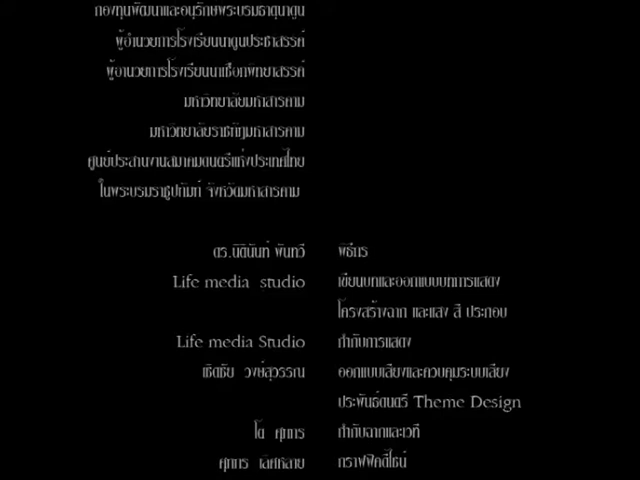 กองทุนพัฒนาและอนุรักษ์พระบรมธาตุนาดูน
ผู้อำนวยการโรงเรียนนาดูนประชาสรรค์
ผู้อำนวยการโรงเรียนนาเชือกพิทยาสรรค์
มหาวิทยาลัยมหาสารคาม
มหาวิทยาลัยราชภัฏมหาสารคาม
ศูนย์ประสานงานสมาคมดนตรีแห่งประเทศไทย
ในพระบรมราชูปถัมภ์ จังหวัดมหาสารคาม
ดร.นิตินันท์ พันทวี พิธีกร
Life media studio เขียนบทและออกแบบบทการแสดง
โครงสร้างฉาก และแสง สี ประกอบ
Life media Studio กำกับการแสดง
เชิดชัย วงษ์สุวรรณ ออกแบบเสียงและควบคุมระบบเสียง
ประพันธ์ดนตรี Theme Design
โด ศุภกร กำกับฉากและเวที
ศุภกร เลิศหลาย กราฟฟิคดีไซน์